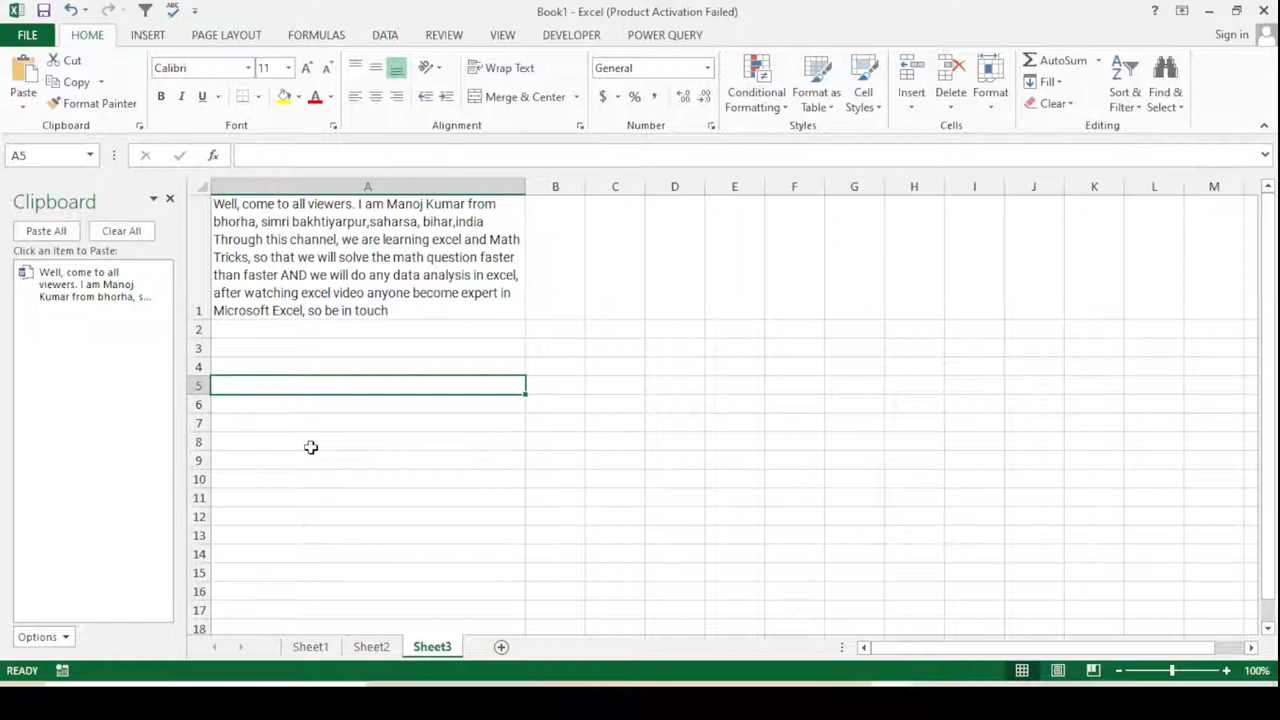 Book1 - Excel (Product Activation Failed)
FILE HOME INSERT PAGE LAYOUT FORMULAS DATA REVIEW VIEW DEVELOPER POWER QUERY Sign in
Paste
Cut
Copy
Format Painter
Clipboard
Calibri 11
B I U
Font
Wrap Text
Merge & Center
Alignment
General
$ % ,
Number
Conditional Formatting
Format as Table
Cell Styles
Styles
Insert Delete Format
Cells
AutoSum
Fill
Clear
Sort & Filter
Find & Select
Editing
A5
fx
Clipboard
Paste All Clear All
Click an Item to Paste:
Well, come to all
viewers. I am Manoj
Kumar from bhorha, s...
Options
A B C D E F G H I J K L M
Well, come to all viewers. I am Manoj Kumar from
bhorha, simri bakhtiyarpur,saharsa, bihar,india
Through this channel, we are learning excel and Math
Tricks, so that we will solve the math question faster
than faster AND we will do any data analysis in excel,
after watching excel video anyone become expert in
Microsoft Excel, so be in touch
1
2
3
4
5
6
7
8
9
10
11
12
13
14
15
16
17
18
Sheet1 Sheet2 Sheet3
READY
100%